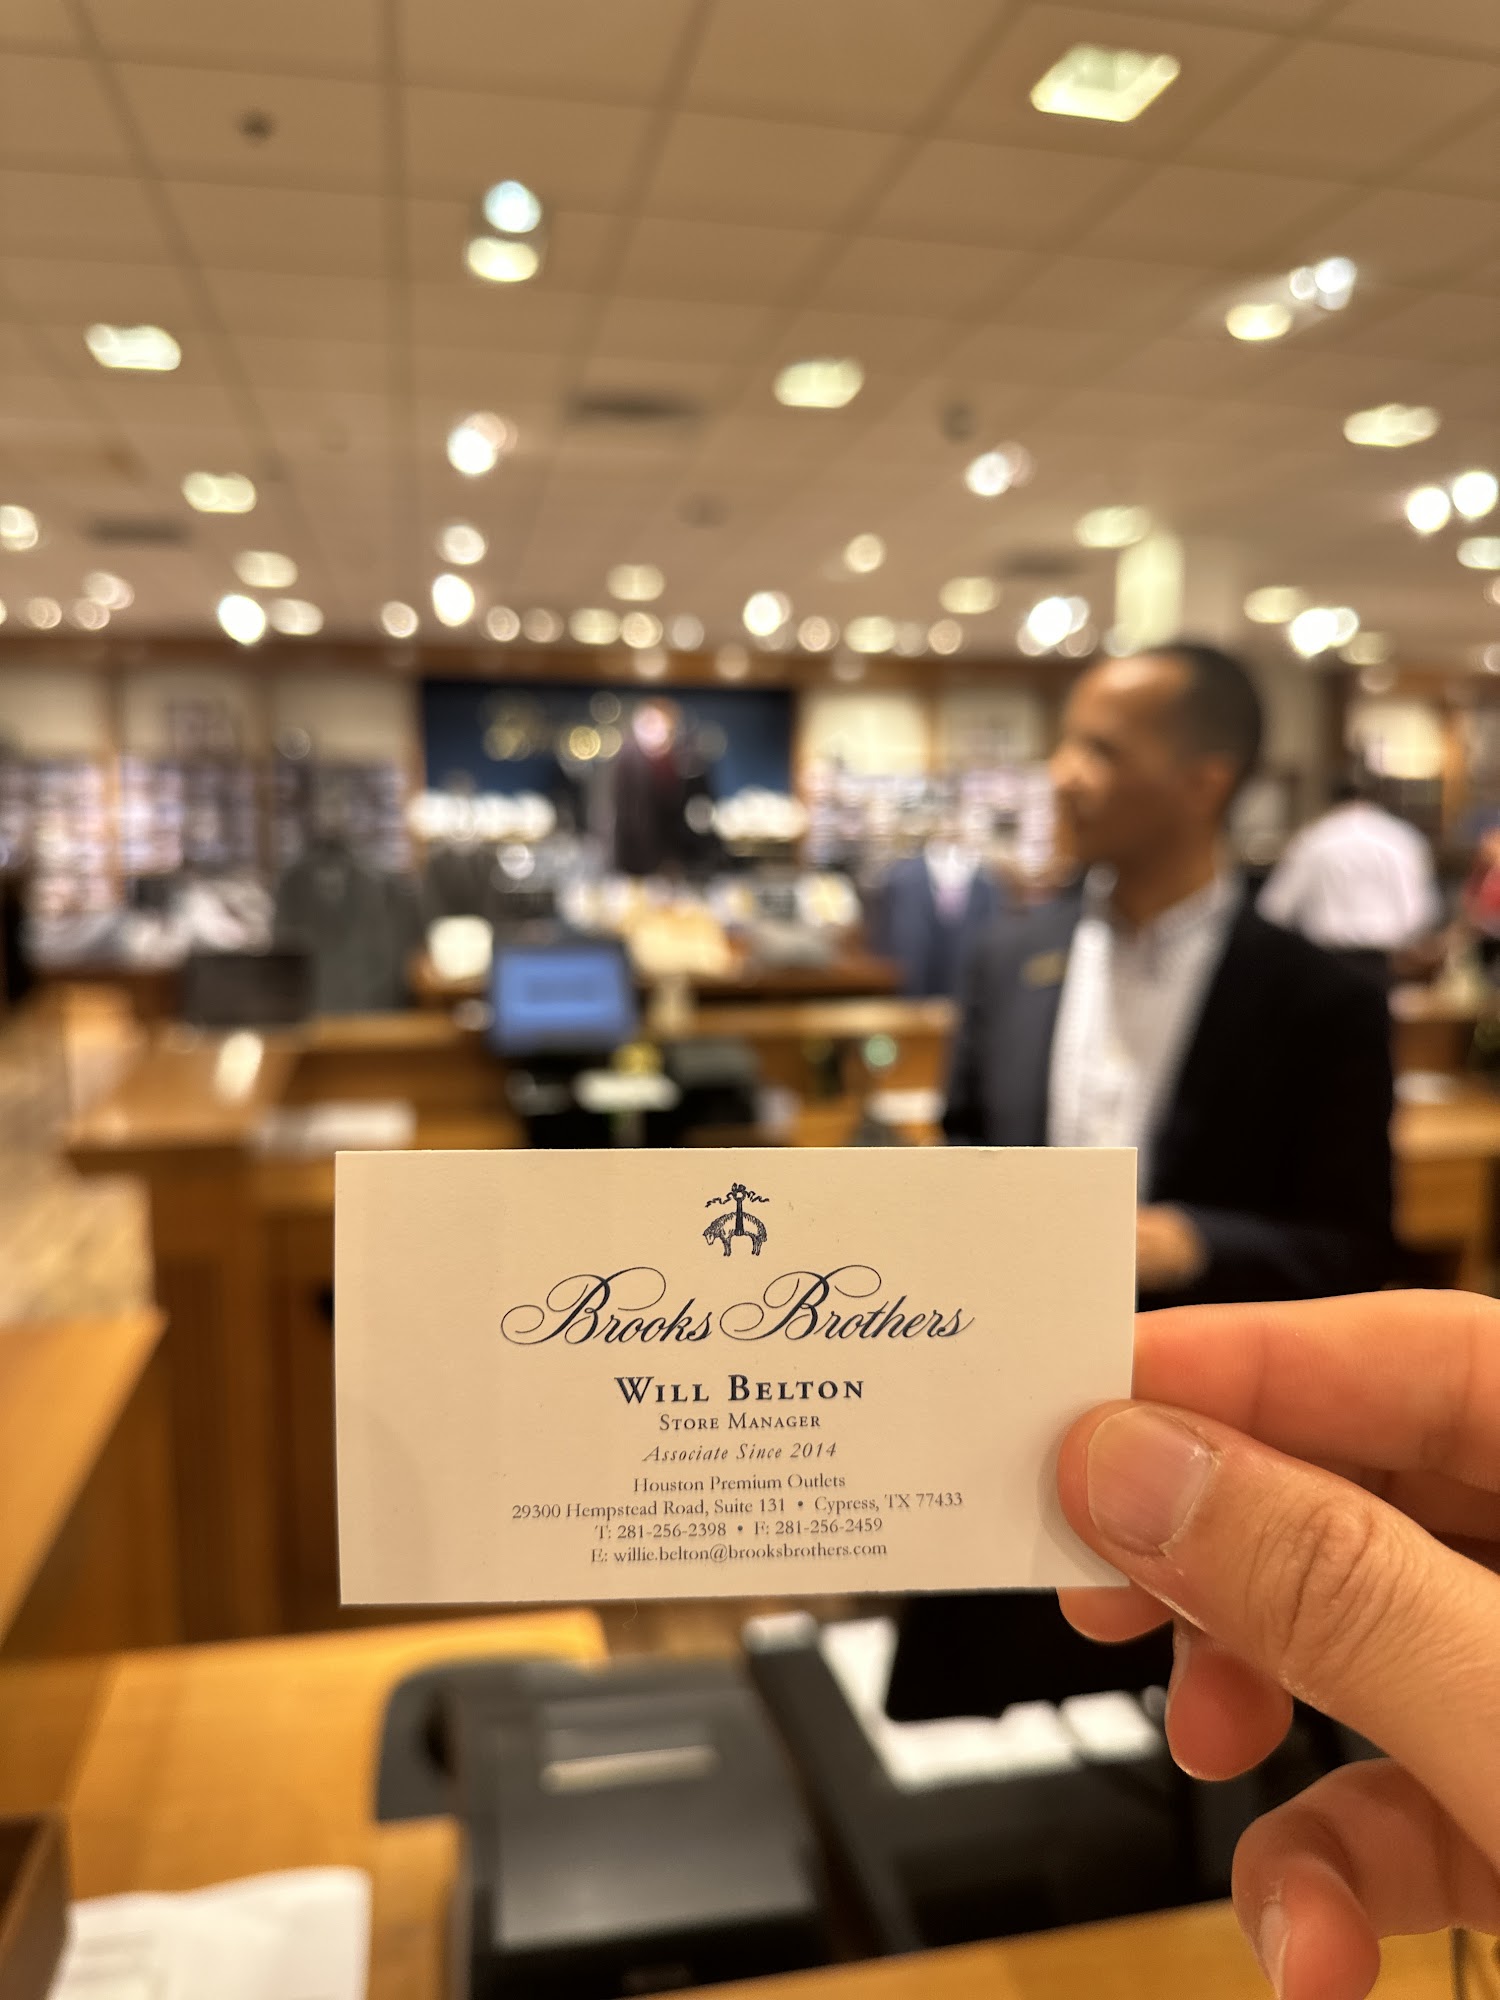 Brooks Brothers
WILL BELTON
STORE MANAGER
Associate Since 2014
Houston Premium Outlets
29300 Hempstead Road, Suite 131 • Cypress, TX 77433
T: 281-256-2398 • F: 281-256-2459
E: willie.belton@brooksbrothers.com